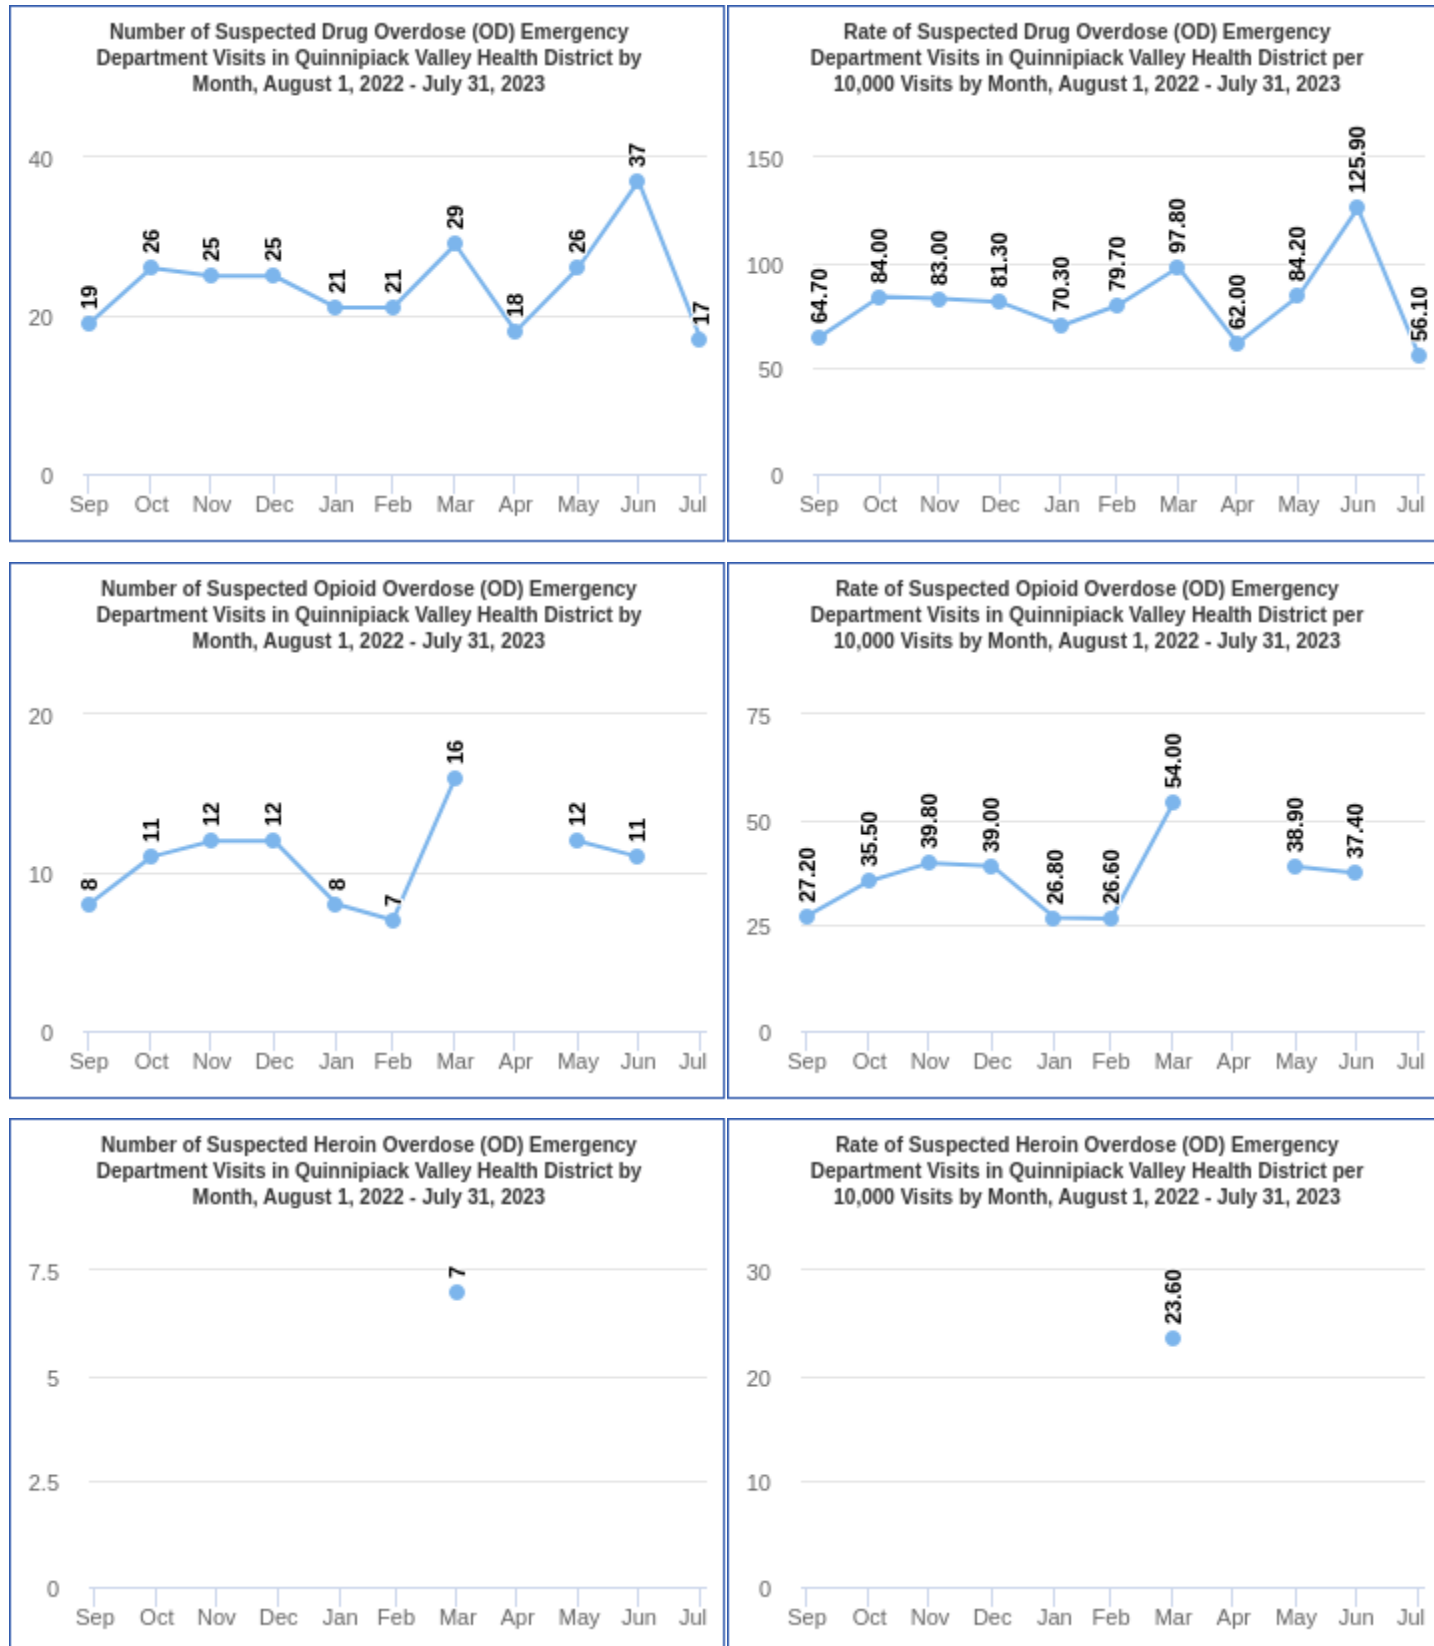 Number of Suspected Drug Overdose (OD) Emergency
Department Visits in Quinnipiack Valley Health District by
Month, August 1, 2022 - July 31, 2023
40
20
0
19
26
25
25
21
21
29
18
26
37
17
Sep Oct Nov Dec Jan Feb Mar Apr May Jun Jul
Rate of Suspected Drug Overdose (OD) Emergency
Department Visits in Quinnipiack Valley Health District per
10,000 Visits by Month, August 1, 2022 - July 31, 2023
150
100
50
0
64.70
84.00
83.00
81.30
70.30
79.70
97.80
62.00
84.20
125.90
56.10
Sep Oct Nov Dec Jan Feb Mar Apr May Jun Jul
Number of Suspected Opioid Overdose (OD) Emergency
Department Visits in Quinnipiack Valley Health District by
Month, August 1, 2022 - July 31, 2023
20
10
0
8
11
12
12
8
7
16
12
11
Sep Oct Nov Dec Jan Feb Mar Apr May Jun Jul
Rate of Suspected Opioid Overdose (OD) Emergency
Department Visits in Quinnipiack Valley Health District per
10,000 Visits by Month, August 1, 2022 - July 31, 2023
75
50
25
0
27.20
35.50
39.80
39.00
26.80
26.60
54.00
38.90
37.40
Sep Oct Nov Dec Jan Feb Mar Apr May Jun Jul
Number of Suspected Heroin Overdose (OD) Emergency
Department Visits in Quinnipiack Valley Health District by
Month, August 1, 2022 - July 31, 2023
7.5
5
2.5
0
7
Sep Oct Nov Dec Jan Feb Mar Apr May Jun Jul
Rate of Suspected Heroin Overdose (OD) Emergency
Department Visits in Quinnipiack Valley Health District per
10,000 Visits by Month, August 1, 2022 - July 31, 2023
30
20
10
0
23.60
Sep Oct Nov Dec Jan Feb Mar Apr May Jun Jul